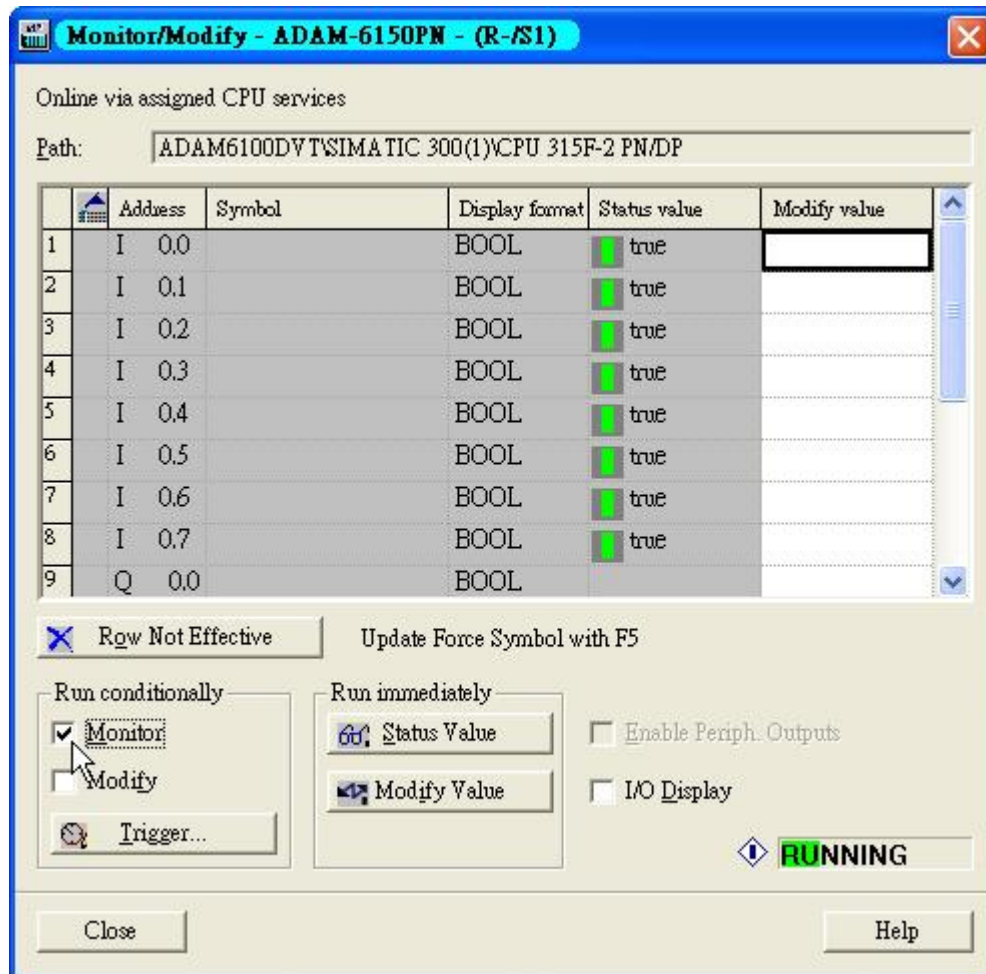 Monitor/Modify - ADAM-6150PN - (R-/S1)
Online via assigned CPU services
Path: ADAM6100DVT\SIMATIC 300(1)\CPU 315F-2 PN/DP
Address Symbol Display format Status value Modify value
1 I 0.0 BOOL true
2 I 0.1 BOOL true
3 I 0.2 BOOL true
4 I 0.3 BOOL true
5 I 0.4 BOOL true
6 I 0.5 BOOL true
7 I 0.6 BOOL true
8 I 0.7 BOOL true
9 Q 0.0 BOOL
Row Not Effective Update Force Symbol with F5
Run conditionally Run immediately
Monitor Status Value Enable Periph. Outputs
Modify Modify Value I/O Display
Trigger...
RUNNING
Close Help